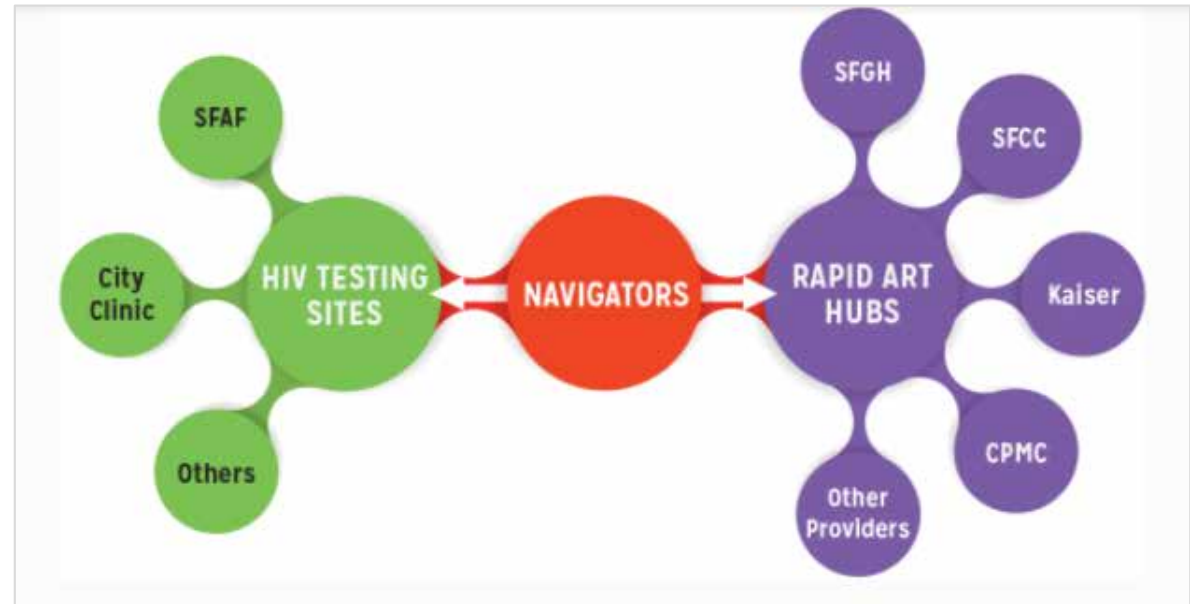 SFAF
City
Clinic
Others
HIV TESTING
SITES
NAVIGATORS
RAPID ART
HUBS
SFGH
SFCC
Kaiser
CPMC
Other
Providers